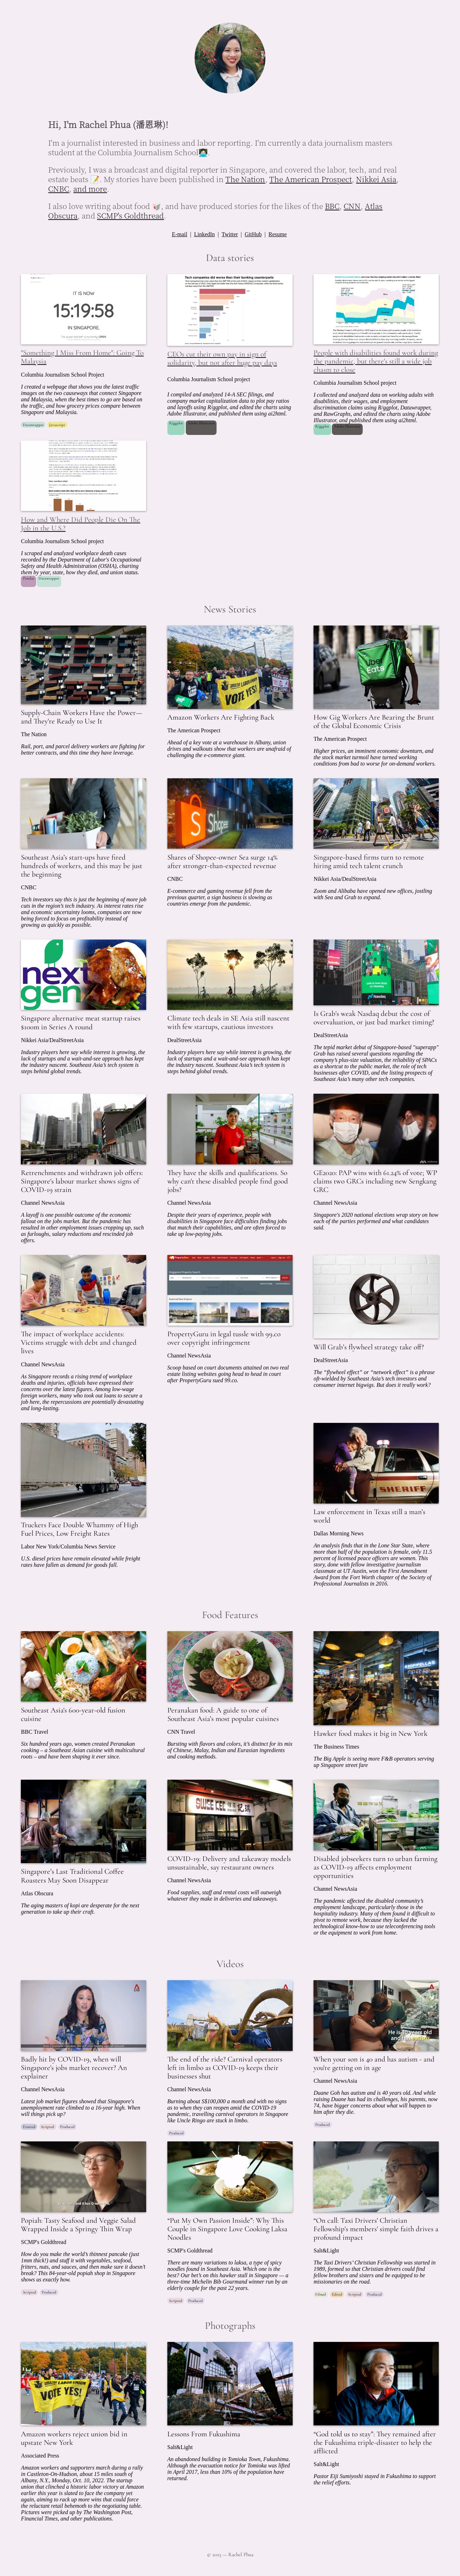 Hi, I'm Rachel Phua (潘恩琳)!
I'm a journalist interested in business and labor reporting. I'm currently a data journalism masters
student at the Columbia Journalism School👩🏻‍💻.
Previously, I was a broadcast and digital reporter in Singapore, and covered the labor, tech, and real
estate beats 📝. My stories have been published in The Nation, The American Prospect, Nikkei Asia,
CNBC, and more.
I also love writing about food 🥡, and have produced stories for the likes of the BBC, CNN, Atlas
Obscura, and SCMP's Goldthread.
E-mail | LinkedIn | Twitter | GitHub | Resume
Data stories
IT IS NOW
15:19:58
IN SINGAPORE.
"Something I Miss From Home": Going To
Malaysia
Columbia Journalism School Project
I created a webpage that shows you the latest traffic
images on the two causeways that connect Singapore
and Malaysia, when the best times to go are based on
the traffic, and how grocery prices compare between
Singapore and Malaysia.
Datawrapper Javascript
Tech companies did worse than their banking counterparts
CEOs cut their own pay in sign of
solidarity, but not after huge pay days
Columbia Journalism School project
I compiled and analyzed 14-A SEC filings, and
company market capitalization data to plot pay ratios
and layoffs using R/ggplot, edited the charts using
Adobe Illustrator, and published them using ai2html.
R/ggplot Adobe Illustrator
People with disabilities found work during
the pandemic, but there's still a wide job
chasm to close
Columbia Journalism School project
I collected and analyzed data on working adults with
disabilities, their wages, and employment
discrimination claims using R/ggplot, Datawrapper,
and RawGraphs, and edited the charts using Adobe
Illustrator, and published them using ai2html.
R/ggplot Adobe Illustrator
How and Where Did People Die On The
Job in the U.S.?
Columbia Journalism School project
I scraped and analyzed workplace death cases
recorded by the Department of Labor's Occupational
Safety and Health Administration (OSHA), charting
them by year, state, how they died, and union status.
Pandas Datawrapper
News Stories
Supply-Chain Workers Have the Power—
and They're Ready to Use It
The Nation
Rail, port, and parcel delivery workers are fighting for
better contracts, and this time they have leverage.
VOTE YES!
Amazon Workers Are Fighting Back
The American Prospect
Ahead of a key vote at a warehouse in Albany, union
drives and walkouts show that workers are unafraid of
challenging the e-commerce giant.
Uber
Eats
How Gig Workers Are Bearing the Brunt
of the Global Economic Crisis
The American Prospect
Higher prices, an imminent economic downturn, and
the stock market turmoil have turned working
conditions from bad to worse for on-demand workers.
Southeast Asia's start-ups have fired
hundreds of workers, and this may be just
the beginning
CNBC
Tech investors say this is just the beginning of more job
cuts in the region's tech industry. As interest rates rise
and economic uncertainty looms, companies are now
being forced to focus on profitability instead of
growing as quickly as possible.
Shopee
Shares of Shopee-owner Sea surge 14%
after stronger-than-expected revenue
CNBC
E-commerce and gaming revenue fell from the
previous quarter, a sign business is slowing as
countries emerge from the pandemic.
Singapore-based firms turn to remote
hiring amid tech talent crunch
Nikkei Asia/DealStreetAsia
Zoom and Alibaba have opened new offices, jostling
with Sea and Grab to expand.
next
gen
Singapore alternative meat startup raises
$100m in Series A round
Nikkei Asia/DealStreetAsia
Industry players here say while interest is growing, the
lack of startups and a wait-and-see approach has kept
the industry nascent. Southeast Asia's tech system is
steps behind global trends.
Climate tech deals in SE Asia still nascent
with few startups, cautious investors
DealStreetAsia
Industry players here say while interest is growing, the
lack of startups and a wait-and-see approach has kept
the industry nascent. Southeast Asia's tech system is
steps behind global trends.
Is Grab's weak Nasdaq debut the cost of
overvaluation, or just bad market timing?
DealStreetAsia
The tepid market debut of Singapore-based "superapp"
Grab has raised several questions regarding the
company's plus-size valuation, the reliability of SPACs
as a shortcut to the public market, the role of tech
businesses after COVID, and the listing prospects of
Southeast Asia's many other tech companies.
Retrenchments and withdrawn job offers:
Singapore's labour market shows signs of
COVID-19 strain
Channel NewsAsia
A layoff is one possible outcome of the economic
fallout on the jobs market. But the pandemic has
resulted in other employment issues cropping up, such
as furloughs, salary reductions and rescinded job
offers.
They have the skills and qualifications. So
why can't these disabled people find good
jobs?
Channel NewsAsia
Despite their years of experience, people with
disabilities in Singapore face difficulties finding jobs
that match their capabilities, and are often forced to
take up low-paying jobs.
GE2020: PAP wins with 61.24% of vote; WP
claims two GRCs including new Sengkang
GRC
Channel NewsAsia
Singapore's 2020 national elections wrap story on how
each of the parties performed and what candidates
said.
The impact of workplace accidents:
Victims struggle with debt and changed
lives
Channel NewsAsia
As Singapore records a rising trend of workplace
deaths and injuries, officials have expressed their
concerns over the latest figures. Among low-wage
foreign workers, many who took out loans to secure a
job here, the repercussions are potentially devastating
and long-lasting.
PropertyGuru in legal tussle with 99.co
over copyright infringement
Channel NewsAsia
Scoop based on court documents attained on two real
estate listing websites going head to head in court
after PropertyGuru sued 99.co.
Will Grab's flywheel strategy take off?
DealStreetAsia
The "flywheel effect" or "network effect" is a phrase
oft-wielded by Southeast Asia's tech investors and
consumer internet bigwigs. But does it really work?
Truckers Face Double Whammy of High
Fuel Prices, Low Freight Rates
Labor New York/Columbia News Service
U.S. diesel prices have remain elevated while freight
rates have fallen as demand for goods fall.
SHERIFF
Law enforcement in Texas still a man's
world
Dallas Morning News
An analysis finds that in the Lone Star State, where
more than half of the population is female, only 11.5
percent of licensed peace officers are women. This
story, done with fellow investigative journalism
classmate at UT Austin, won the First Amendment
Award from the Fort Worth chapter of the Society of
Professional Journalists in 2016.
Food Features
Southeast Asia's 600-year-old fusion
cuisine
BBC Travel
Six hundred years ago, women created Peranakan
cooking – a Southeast Asian cuisine with multicultural
roots – and have been shaping it ever since.
Peranakan food: A guide to one of
Southeast Asia's most popular cuisines
CNN Travel
Bursting with flavors and colors, it's distinct for its mix
of Chinese, Malay, Indian and Eurasian ingredients
and cooking methods.
Hawker food makes it big in New York
The Business Times
The Big Apple is seeing more F&B operators serving
up Singapore street fare
Singapore's Last Traditional Coffee
Roasters May Soon Disappear
Atlas Obscura
The aging masters of kopi are desperate for the next
generation to take up their craft.
COVID-19: Delivery and takeaway models
unsustainable, say restaurant owners
Channel NewsAsia
Food supplies, staff and rental costs will outweigh
whatever they make in deliveries and takeaways.
Disabled jobseekers turn to urban farming
as COVID-19 affects employment
opportunities
Channel NewsAsia
The pandemic affected the disabled community's
employment landscape, particularly those in the
hospitality industry. Many of them found it difficult to
pivot to remote work, because they lacked the
technological know-how to use teleconferencing tools
or the equipment to work from home.
Videos
Badly hit by COVID-19, when will
Singapore's jobs market recover? An
explainer
Channel NewsAsia
Latest job market figures showed that Singapore's
unemployment rate climbed to a 16-year high. When
will things pick up?
Fronted Scripted Produced
The end of the ride? Carnival operators
left in limbo as COVID-19 keeps their
businesses shut
Channel NewsAsia
Burning about S$100,000 a month and with no signs
as to when they can reopen amid the COVID-19
pandemic, travelling carnival operators in Singapore
like Uncle Ringo are stuck in limbo.
Produced
When your son is 40 and has autism - and
you're getting on in age
Channel NewsAsia
Duane Goh has autism and is 40 years old. And while
raising Duane has had its challenges, his parents, now
74, have bigger concerns about what will happen to
him after they die.
Produced
Popiah: Tasty Seafood and Veggie Salad
Wrapped Inside a Springy Thin Wrap
SCMP's Goldthread
How do you make the world's thinnest pancake (just
1mm thick!) and stuff it with vegetables, seafood,
fritters, nuts, and sauces, and then make sure it doesn't
break? This 84-year-old popiah shop in Singapore
shows us exactly how.
Scripted Produced
"Put My Own Passion Inside": Why This
Couple in Singapore Love Cooking Laksa
Noodles
SCMP's Goldthread
There are many variations to laksa, a type of spicy
noodles found in Southeast Asia. Which one is the
best? Our bet's on this hawker stall in Singapore — a
three-time Michelin Bib Gourmand winner run by an
elderly couple for the past 22 years.
Scripted Produced
"On call: Taxi Drivers' Christian
Fellowship's members' simple faith drives a
profound impact
Salt&Light
The Taxi Drivers' Christian Fellowship was started in
1989, formed so that Christian drivers could be find
fellow brothers and sisters and be equipped to be
missionaries on the road.
Filmed Edited Scripted Produced
Photographs
VOTE YES!
Amazon workers reject union bid in
upstate New York
Associated Press
Amazon workers and supporters march during a rally
in Castleton-On-Hudson, about 15 miles south of
Albany, N.Y., Monday, Oct. 10, 2022. The startup
union that clinched a historic labor victory at Amazon
earlier this year is slated to face the company yet
again, aiming to rack up more wins that could force
the reluctant retail behemoth to the negotiating table.
Pictures were picked up by The Washington Post,
Financial Times, and other publications.
Lessons From Fukushima
Salt&Light
An abandoned building in Tomioka Town, Fukushima.
Although the evacuation notice for Tomioka was lifted
in April 2017, less than 10% of the population have
returned.
"God told us to stay": They remained after
the Fukushima triple-disaster to help the
afflicted
Salt&Light
Pastor Eiji Sumiyoshi stayed in Fukushima to support
the relief efforts.
© 2023 — Rachel Phua